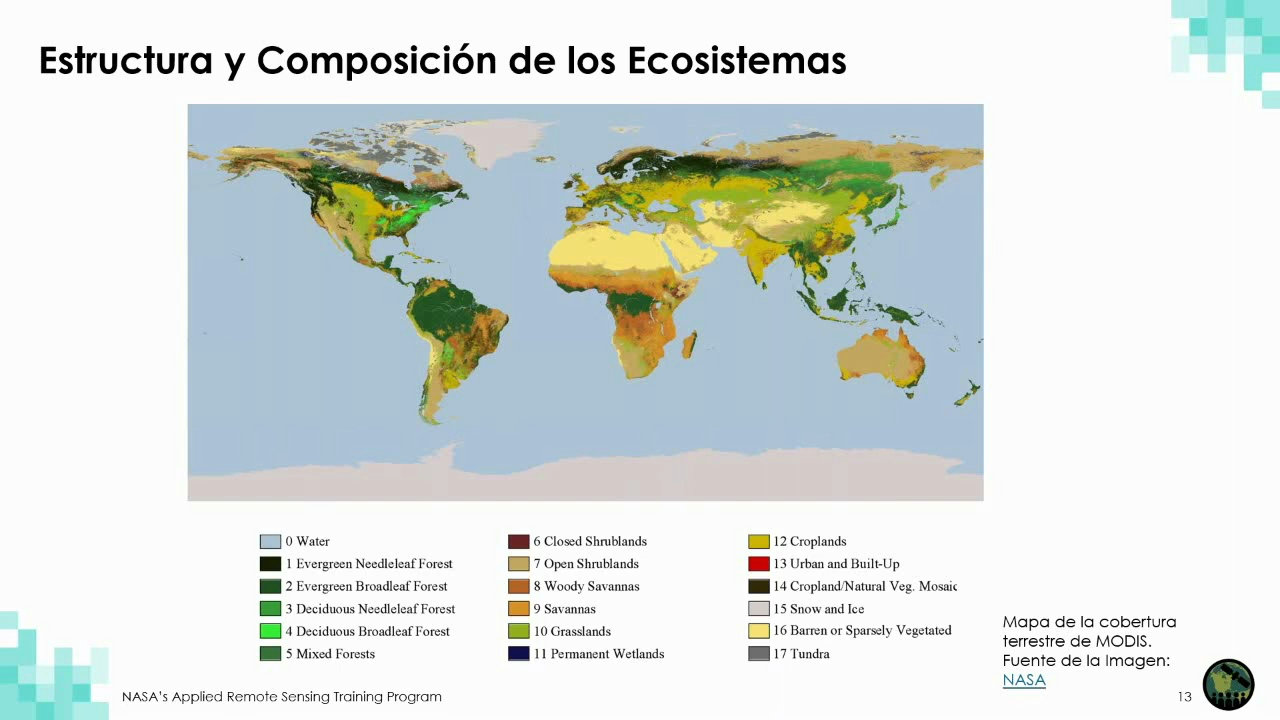 Estructura y Composición de los Ecosistemas
0 Water
1 Evergreen Needleleaf Forest
2 Evergreen Broadleaf Forest
3 Deciduous Needleleaf Forest
4 Deciduous Broadleaf Forest
5 Mixed Forests
6 Closed Shrublands
7 Open Shrublands
8 Woody Savannas
9 Savannas
10 Grasslands
11 Permanent Wetlands
12 Croplands
13 Urban and Built-Up
14 Cropland/Natural Veg. Mosaic
15 Snow and Ice
16 Barren or Sparsely Vegetated
17 Tundra
Mapa de la cobertura
terrestre de MODIS.
Fuente de la Imagen:
NASA
NASA's Applied Remote Sensing Training Program
13